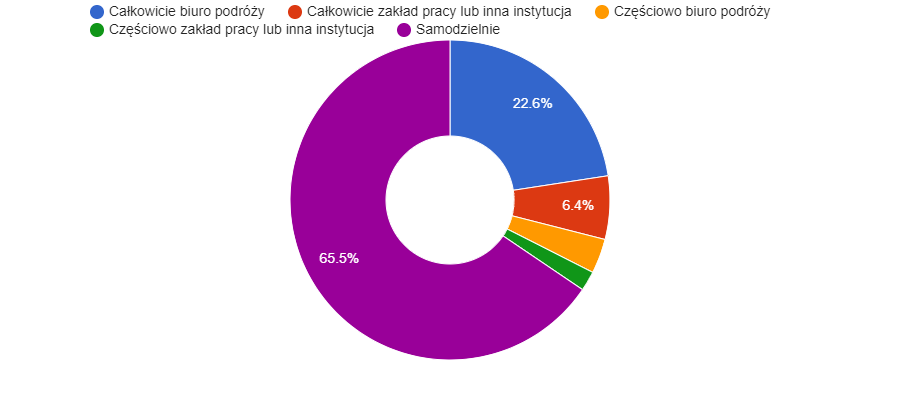 Całkowicie biuro podróży Całkowicie zakład pracy lub inna instytucja Częściowo biuro podróży
Częściowo zakład pracy lub inna instytucja Samodzielnie
22.6%
6.4%
65.5%